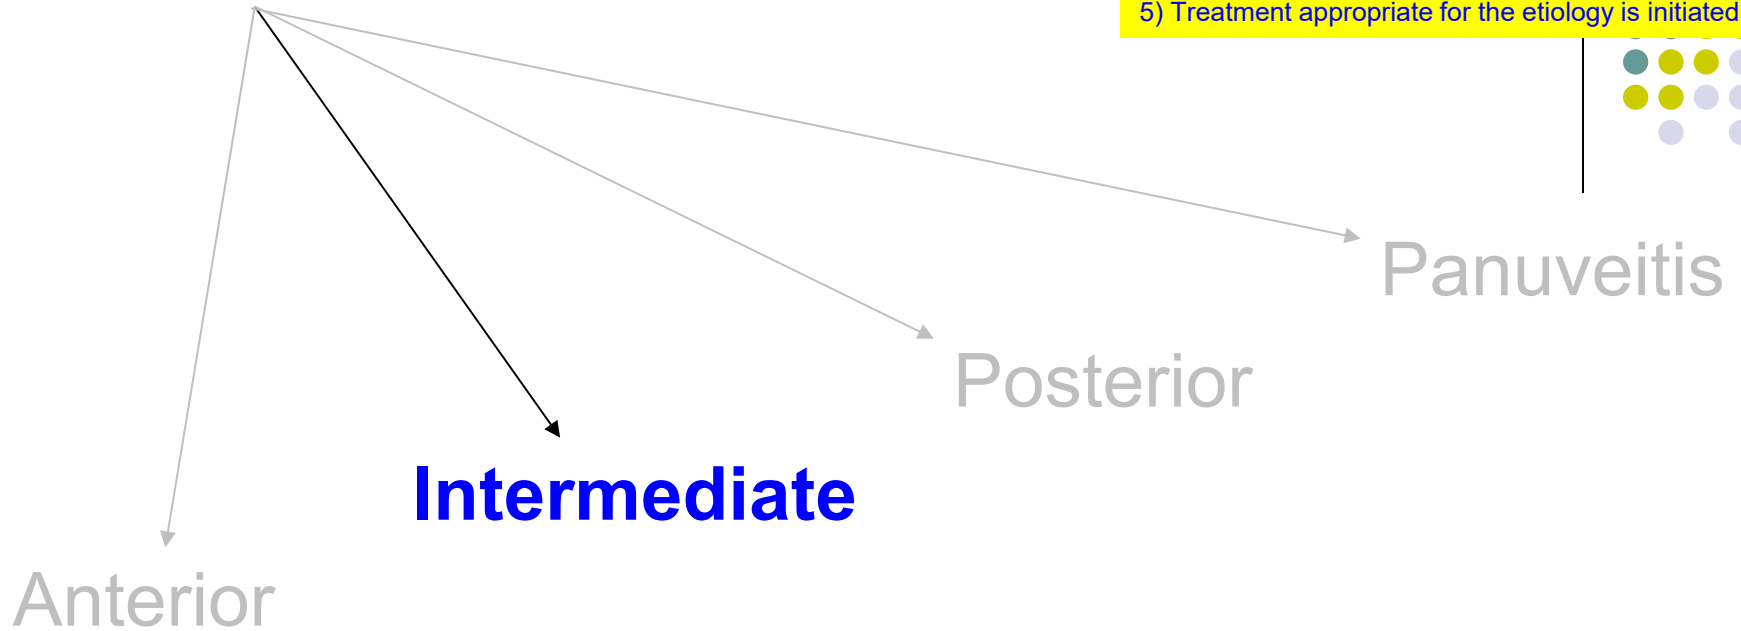 5) Treatment appropriate for the etiology is initiated
Panuveitis
Posterior
Intermediate
Anterior